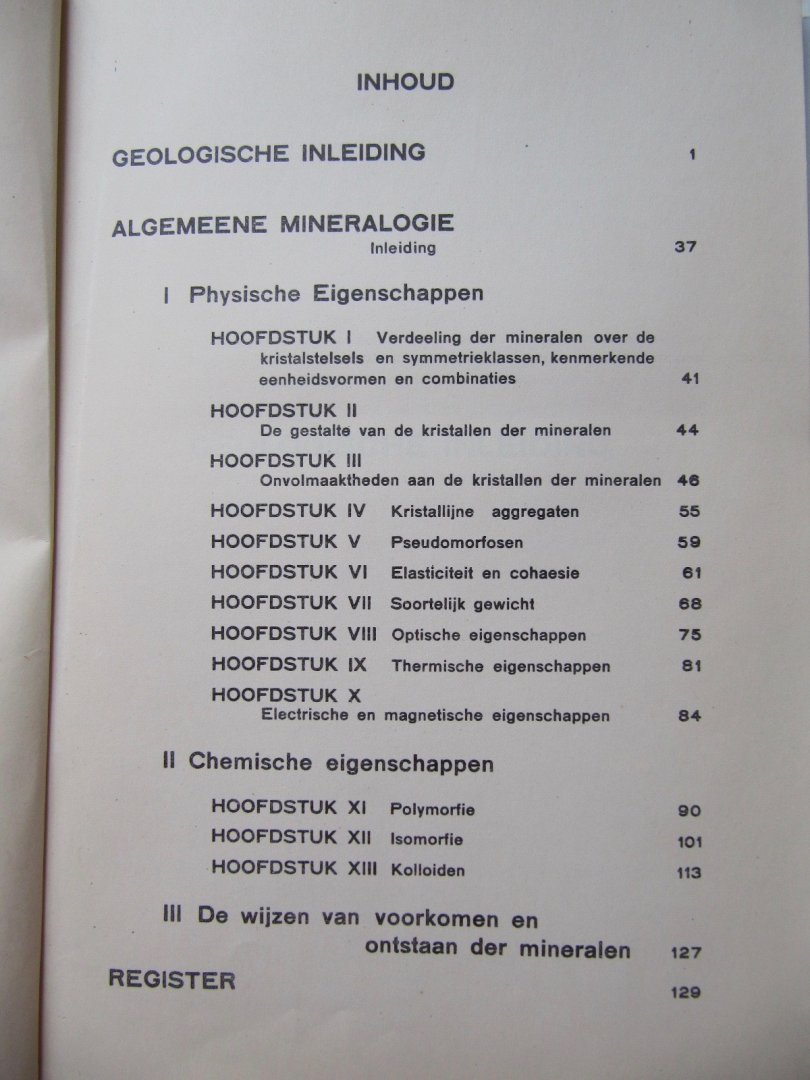 INHOUD
GEOLOGISCHE INLEIDING 1
ALGEMEENE MINERALOGIE
Inleiding 37
I Physische Eigenschappen
HOOFDSTUK I Verdeeling der mineralen over de
kristalstelsels en symmetrieklassen, kenmerkende
eenheidsvormen en combinaties 41
HOOFDSTUK II
De gestalte van de kristallen der mineralen 44
HOOFDSTUK III
Onvolmaaktheden aan de kristallen der mineralen 46
HOOFDSTUK IV Kristallijne aggregaten 55
HOOFDSTUK V Pseudomorfosen 59
HOOFDSTUK VI Elasticiteit en cohaesie 61
HOOFDSTUK VII Soortelijk gewicht 68
HOOFDSTUK VIII Optische eigenschappen 75
HOOFDSTUK IX Thermische eigenschappen 81
HOOFDSTUK X
Electrische en magnetische eigenschappen 84
II Chemische eigenschappen
HOOFDSTUK XI Polymorfie 90
HOOFDSTUK XII Isomorfie 101
HOOFDSTUK XIII Kolloiden 113
III De wijzen van voorkomen en
ontstaan der mineralen 127
REGISTER 129